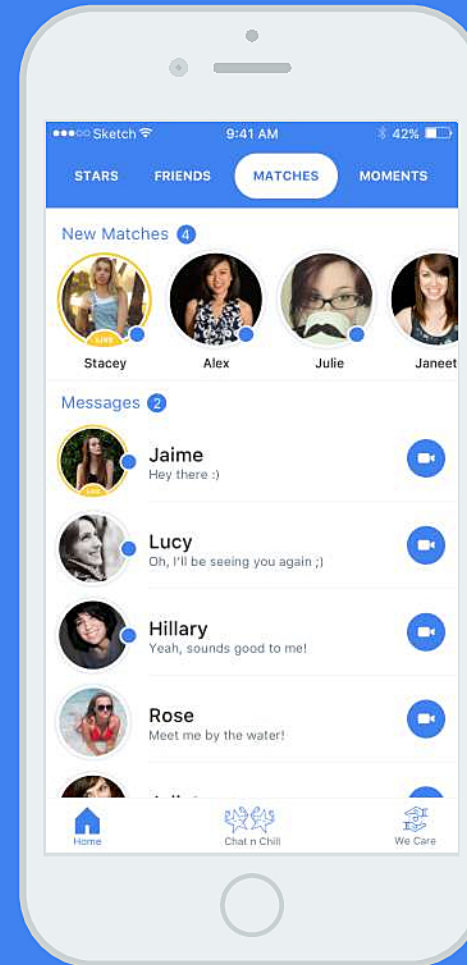 Sketch 9:41 AM 42%
STARS FRIENDS MATCHES MOMENTS
New Matches 4
LIVE
Stacey Alex Julie Janeet
Messages 2
Jaime
Hey there :)
LIVE
Lucy
Oh, I'll be seeing you again ;)
Hillary
Yeah, sounds good to me!
Rose
Meet me by the water!
Home Chat n Chill We Care